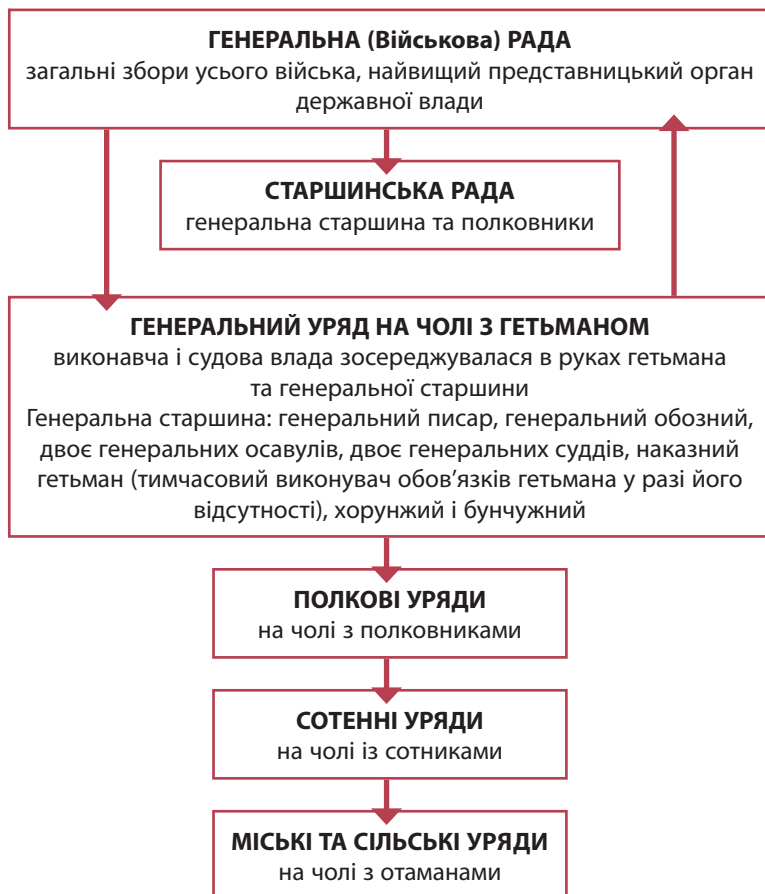 ГЕНЕРАЛЬНА (Військова) РАДА
загальні збори усього війська, найвищий представницький орган
державної влади
СТАРШИНСЬКА РАДА
генеральна старшина та полковники
ГЕНЕРАЛЬНИЙ УРЯД НА ЧОЛІ З ГЕТЬМАНОМ
виконавча і судова влада зосереджувалася в руках гетьмана
та генеральної старшини
Генеральна старшина: генеральний писар, генеральний обозний,
двоє генеральних осавулів, двоє генеральних суддів, наказний
гетьман (тимчасовий виконувач обов’язків гетьмана у разі його
відсутності), хорунжий і бунчужний
ПОЛКОВІ УРЯДИ
на чолі з полковниками
СОТЕННІ УРЯДИ
на чолі із сотниками
МІСЬКІ ТА СІЛЬСЬКІ УРЯДИ
на чолі з отаманами